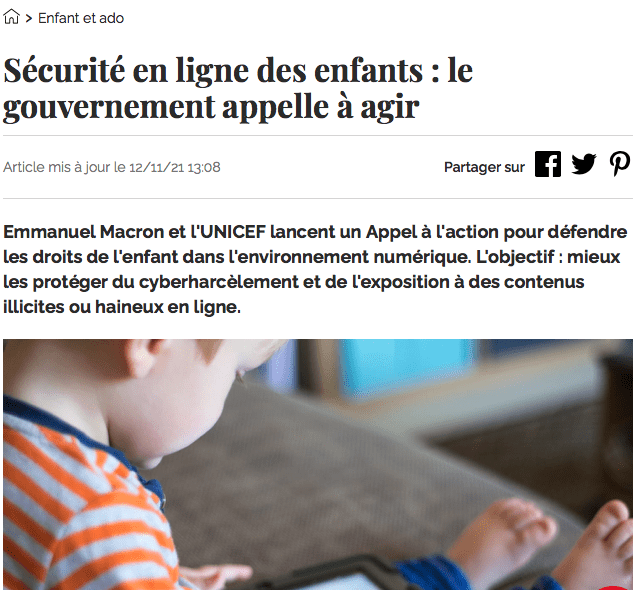 > Enfant et ado
Sécurité en ligne des enfants : le
gouvernement appelle à agir
Article mis à jour le 12/11/21 13:08
Partager sur
Emmanuel Macron et l'UNICEF lancent un Appel à l'action pour défendre
les droits de l'enfant dans l'environnement numérique. L'objectif : mieux
les protéger du cyberharcèlement et de l'exposition à des contenus
illicites ou haineux en ligne.